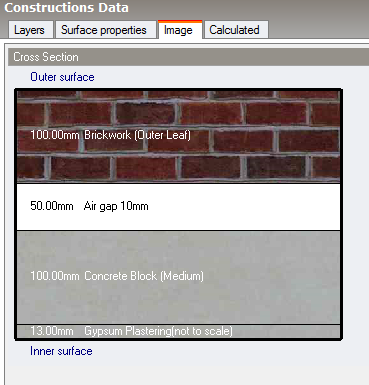 Constructions Data
Layers Surface properties Image Calculated
Cross Section
Outer surface
100.00mm Brickwork (Outer Leaf)
50.00mm Air gap 10mm
100.00mm Concrete Block (Medium)
13.00mm Gypsum Plastering(not to scale)
Inner surface